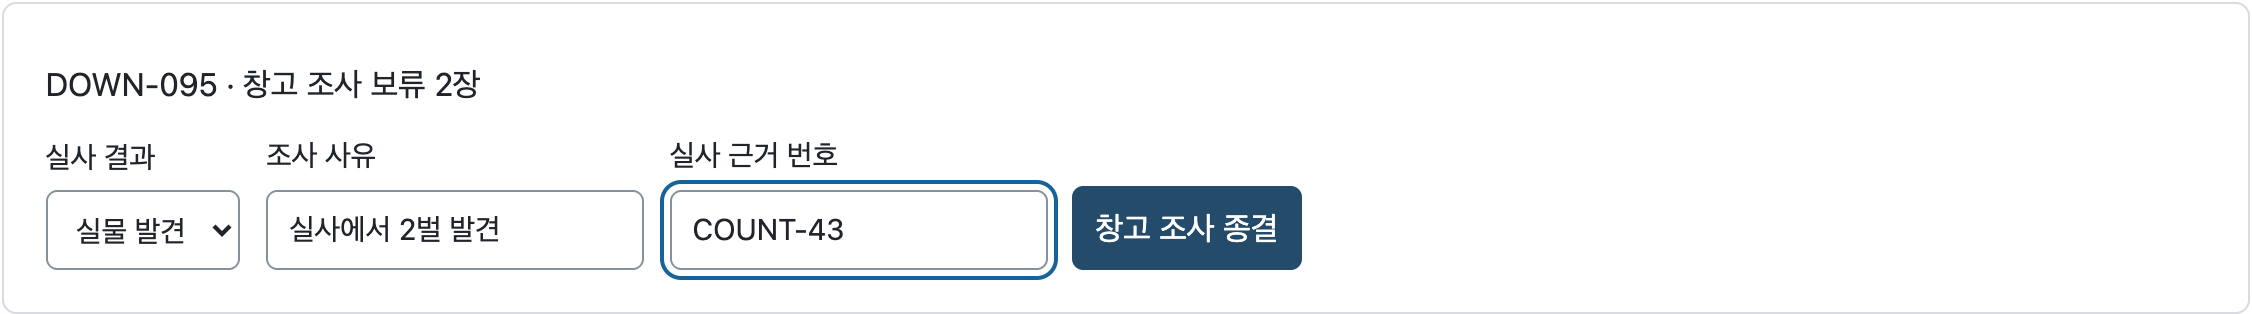 DOWN-095 · 창고 조사 보류 2장
실사 결과 조사 사유 실사 근거 번호
실물 발견 실사에서 2벌 발견 COUNT-43 창고 조사 종결